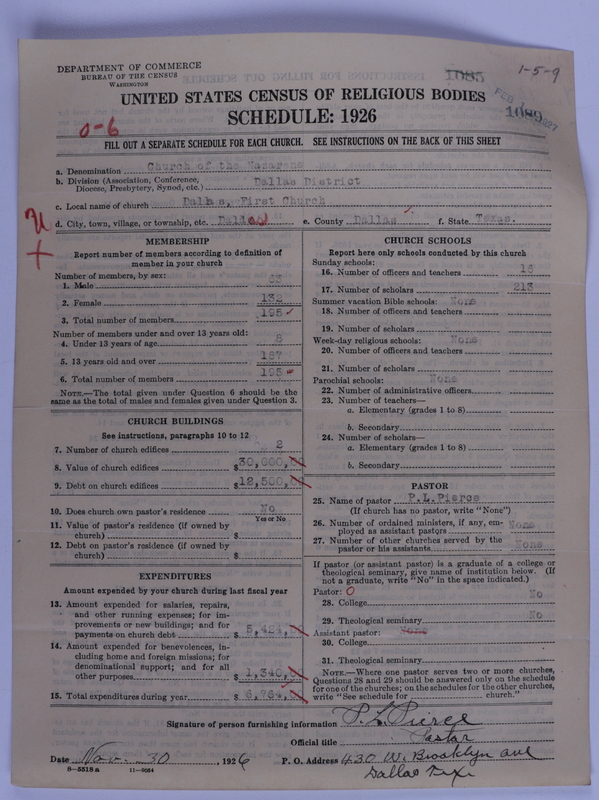 DEPARTMENT OF COMMERCE
BUREAU OF THE CENSUS
WASHINGTON
1085
1-5-9
UNITED STATES CENSUS OF RELIGIOUS BODIES
SCHEDULE: 1926
FEB
1089
927
0-6
FILL OUT A SEPARATE SCHEDULE FOR EACH CHURCH. SEE INSTRUCTIONS ON THE BACK OF THIS SHEET
a. Denomination Church of the Nazarene
b. Division (Association, Conference, Diocese, Presbytery, Synod, etc.) Dallas District
c. Local name of church Dallas, First Church
d. City, town, village, or township, etc. Dallas e. County Dallas f. State Texas.
MEMBERSHIP
Report number of members according to definition of
member in your church
Number of members, by sex:
1. Male 63
2. Female 132
3. Total number of members 195
Number of members under and over 13 years old:
4. Under 13 years of age 8
5. 13 years old and over 187
6. Total number of members 195
NOTE.—The total given under Question 6 should be the
same as the total of males and females given under Question 3.
CHURCH BUILDINGS
See instructions, paragraphs 10 to 12
7. Number of church edifices 2
8. Value of church edifices $30,000,
9. Debt on church edifices $12,500,
10. Does church own pastor's residence No
Yes or No
11. Value of pastor's residence (if owned by
church) $
12. Debt on pastor's residence (if owned by
church) $
EXPENDITURES
Amount expended by your church during last fiscal year
13. Amount expended for salaries, repairs,
and other running expenses; for im-
provements or new buildings; and for
payments on church debt $5,424,
14. Amount expended for benevolences, in-
cluding home and foreign missions; for
denominational support; and for all
other purposes $1,340,
15. Total expenditures during year $6,764,
CHURCH SCHOOLS
Report here only schools conducted by this church
Sunday schools:
16. Number of officers and teachers 16
17. Number of scholars 213
Summer vacation Bible schools: None
18. Number of officers and teachers
19. Number of scholars
Week-day religious schools: None
20. Number of officers and teachers
21. Number of scholars
Parochial schools: None
22. Number of administrative officers
23. Number of teachers—
a. Elementary (grades 1 to 8)
b. Secondary
24. Number of scholars—
a. Elementary (grades 1 to 8)
b. Secondary
PASTOR
25. Name of pastor P.L. Pierce
(If church has no pastor, write "None")
26. Number of ordained ministers, if any, em-
ployed as assistant pastors None
27. Number of other churches served by the
pastor or his assistants None
If pastor (or assistant pastor) is a graduate of a college or
theological seminary, give name of institution below. (If
not a graduate, write "No" in the space indicated.)
Pastor: 0
28. College No
29. Theological seminary No
Assistant pastor: None
30. College
31. Theological seminary
NOTE.—Where one pastor serves two or more churches,
Questions 28 and 29 should be answered only on the schedule
for one of the churches; on the schedules for the other churches,
write "See schedule for church."
Signature of person furnishing information P. L. Pierce
Official title Pastor
Date Nov. 30, 1926 P. O. Address 430 W. Brooklyn ave
Dallas Tex.
8—5518a 11—9054